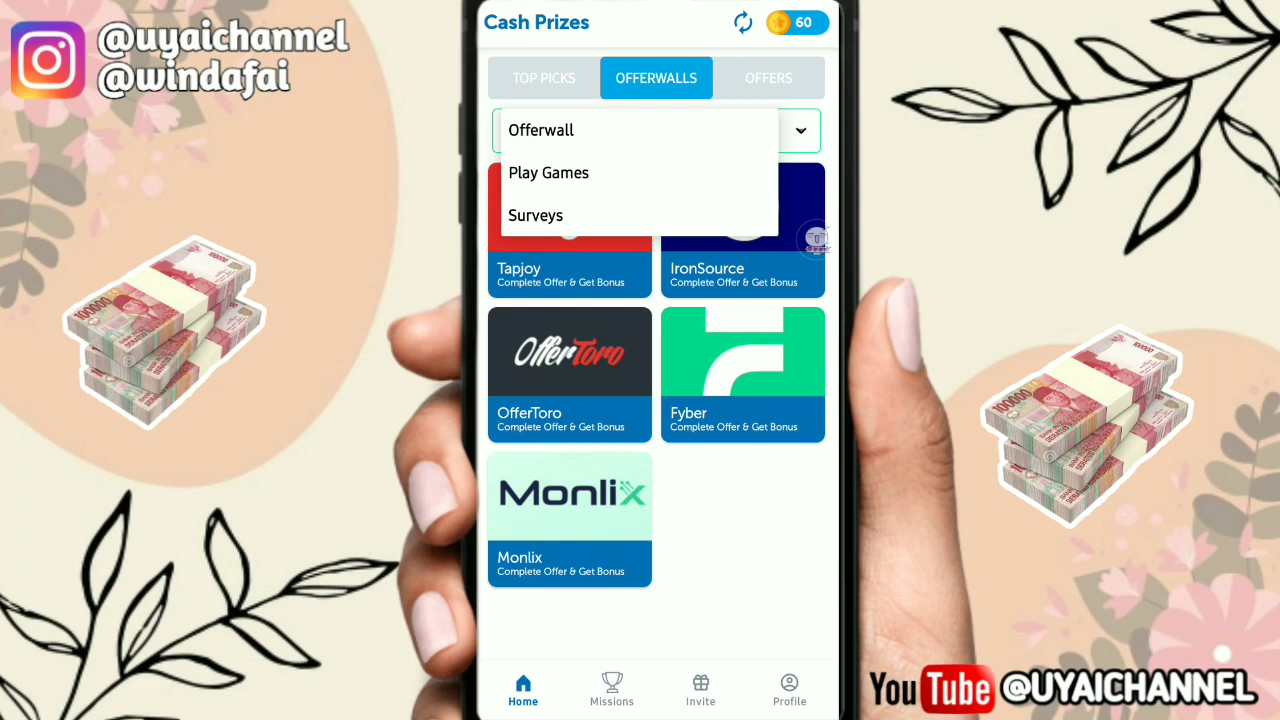 @uyaichannel
@windafai
Cash Prizes
60
TOP PICKS
OFFERWALLS
OFFERS
Offerwall
Play Games
Surveys
Tapjoy
Complete Offer & Get Bonus
IronSource
Complete Offer & Get Bonus
OfferToro
OfferToro
Complete Offer & Get Bonus
Fyber
Complete Offer & Get Bonus
Monlix
Monlix
Complete Offer & Get Bonus
Home
Missions
Invite
Profile
100000
100000
YouTube @UYAICHANNEL